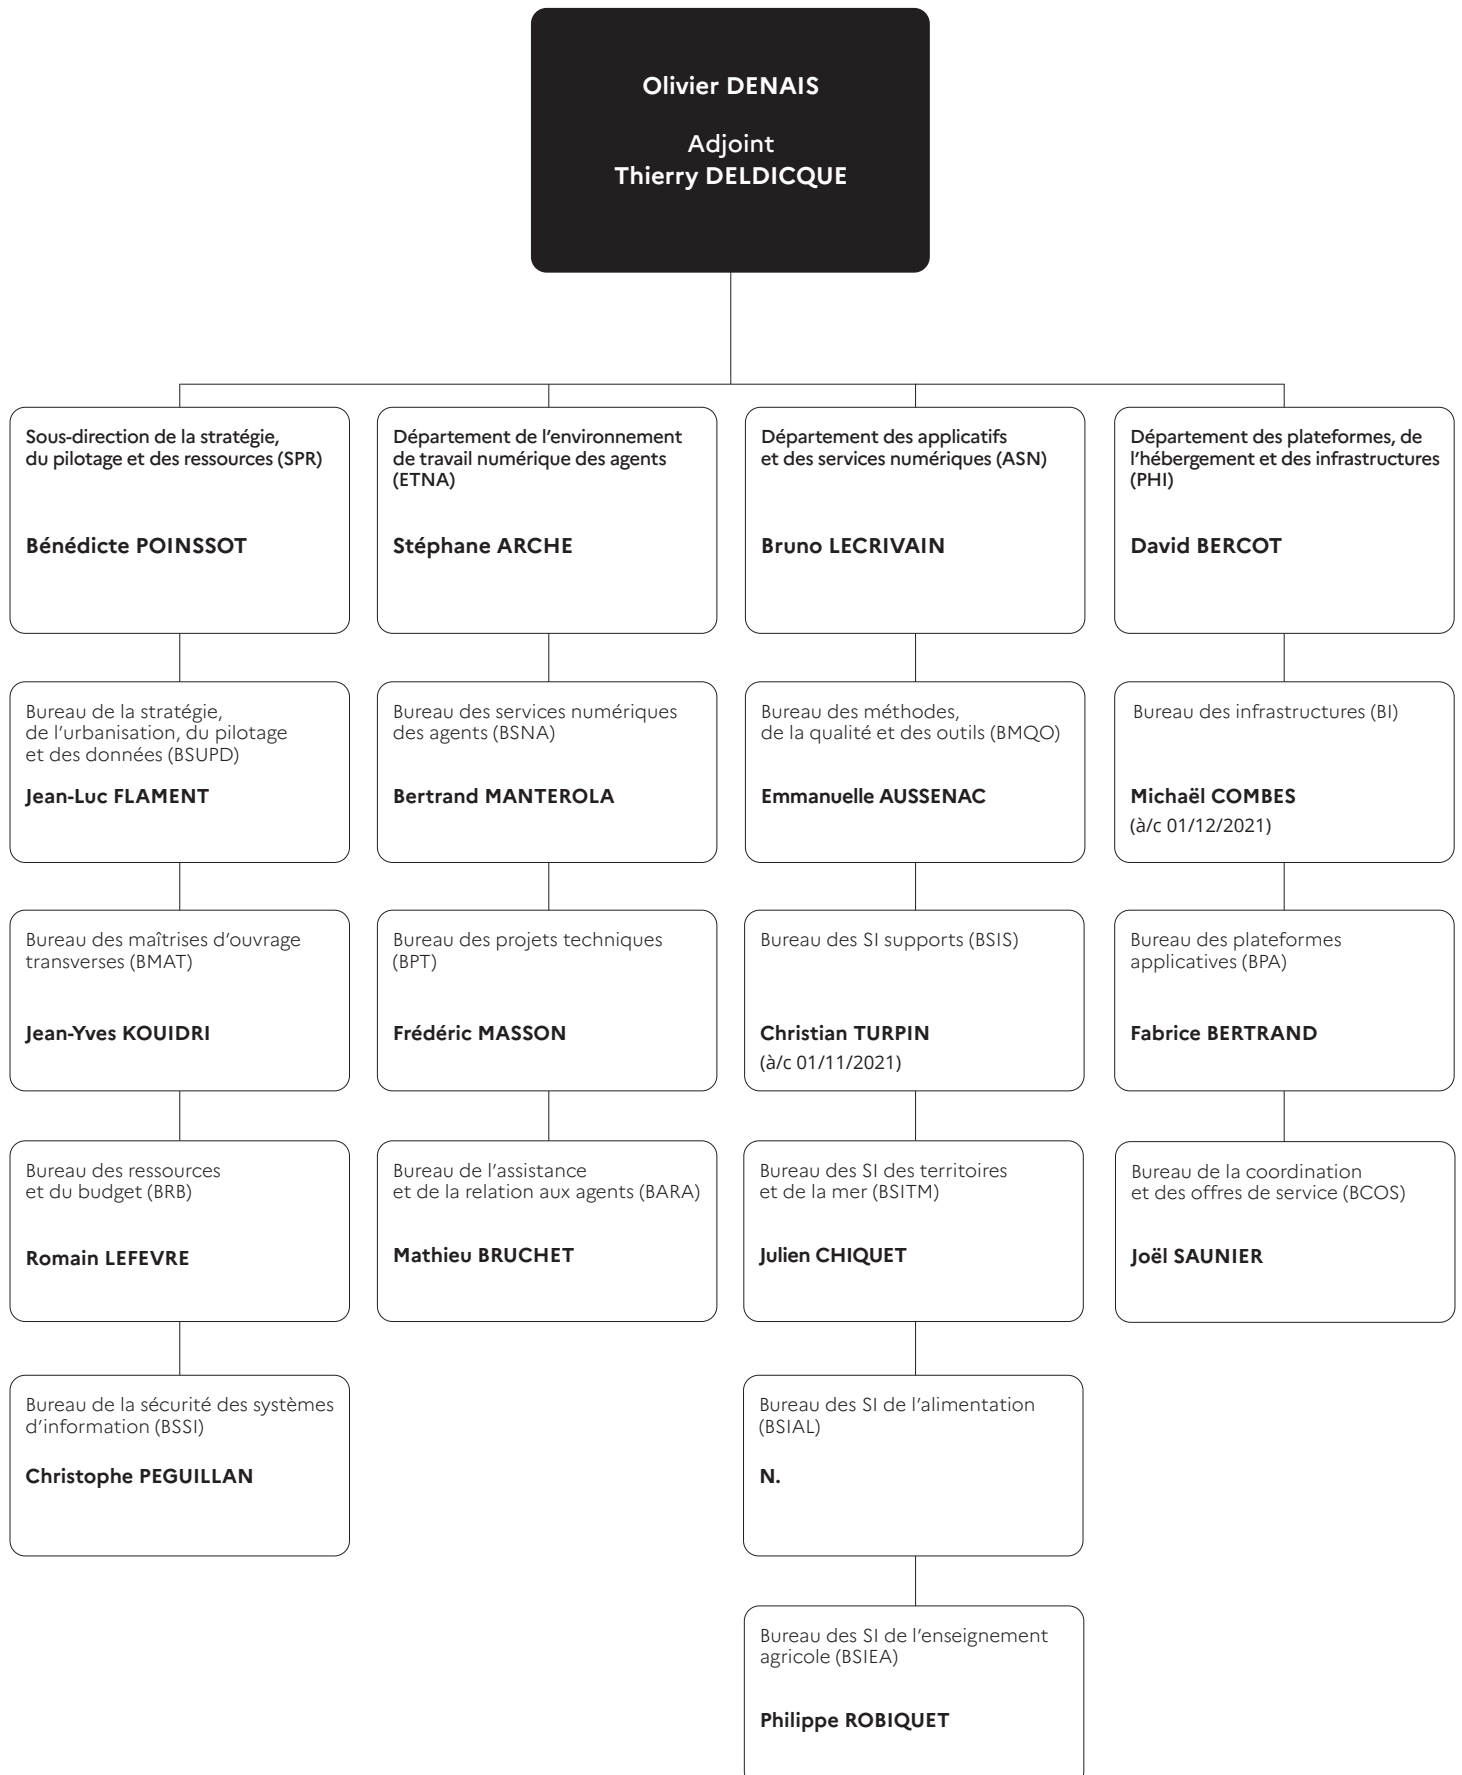 Olivier DENAIS
Adjoint
Thierry DELDICQUE
Sous-direction de la stratégie,
du pilotage et des ressources (SPR)
Bénédicte POINSSOT
Département de l'environnement
de travail numérique des agents
(ETNA)
Stéphane ARCHE
Département des applicatifs
et des services numériques (ASN)
Bruno LECRIVAIN
Département des plateformes, de
l'hébergement et des infrastructures
(PHI)
David BERCOT
Bureau de la stratégie,
de l'urbanisation, du pilotage
et des données (BSUPD)
Jean-Luc FLAMENT
Bureau des services numériques
des agents (BSNA)
Bertrand MANTEROLA
Bureau des méthodes,
de la qualité et des outils (BMQO)
Emmanuelle AUSSENAC
Bureau des infrastructures (BI)
Michaël COMBES
(à/c 01/12/2021)
Bureau des maîtrises d'ouvrage
transverses (BMAT)
Jean-Yves KOUIDRI
Bureau des projets techniques
(BPT)
Frédéric MASSON
Bureau des SI supports (BSIS)
Christian TURPIN
(à/c 01/11/2021)
Bureau des plateformes
applicatives (BPA)
Fabrice BERTRAND
Bureau des ressources
et du budget (BRB)
Romain LEFEVRE
Bureau de l'assistance
et de la relation aux agents (BARA)
Mathieu BRUCHET
Bureau des SI des territoires
et de la mer (BSITM)
Julien CHIQUET
Bureau de la coordination
et des offres de service (BCOS)
Joël SAUNIER
Bureau de la sécurité des systèmes
d'information (BSSI)
Christophe PEGUILLAN
Bureau des SI de l'alimentation
(BSIAL)
N.
Bureau des SI de l'enseignement
agricole (BSIEA)
Philippe ROBIQUET